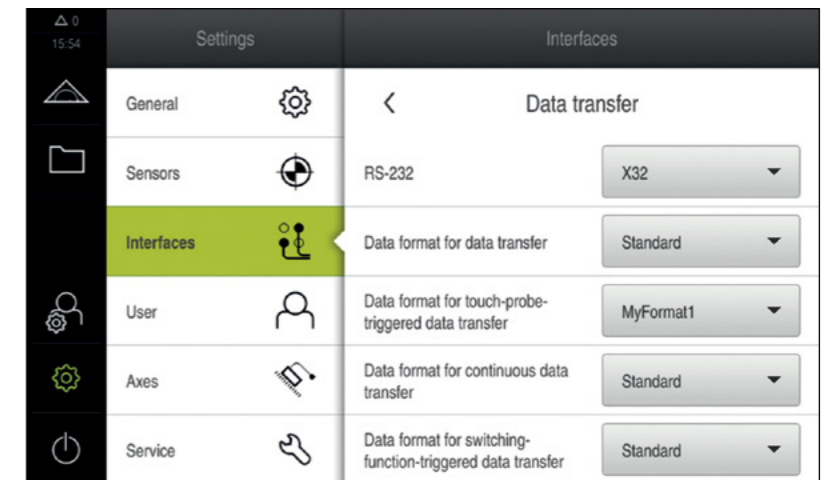 △ 0
15:54
Settings
Interfaces
General
Data transfer
Sensors
RS-232
X32
Interfaces
Data format for data transfer
Standard
User
Data format for touch-probe-
triggered data transfer
MyFormat1
Axes
Data format for continuous data
transfer
Standard
Service
Data format for switching-
function-triggered data transfer
Standard